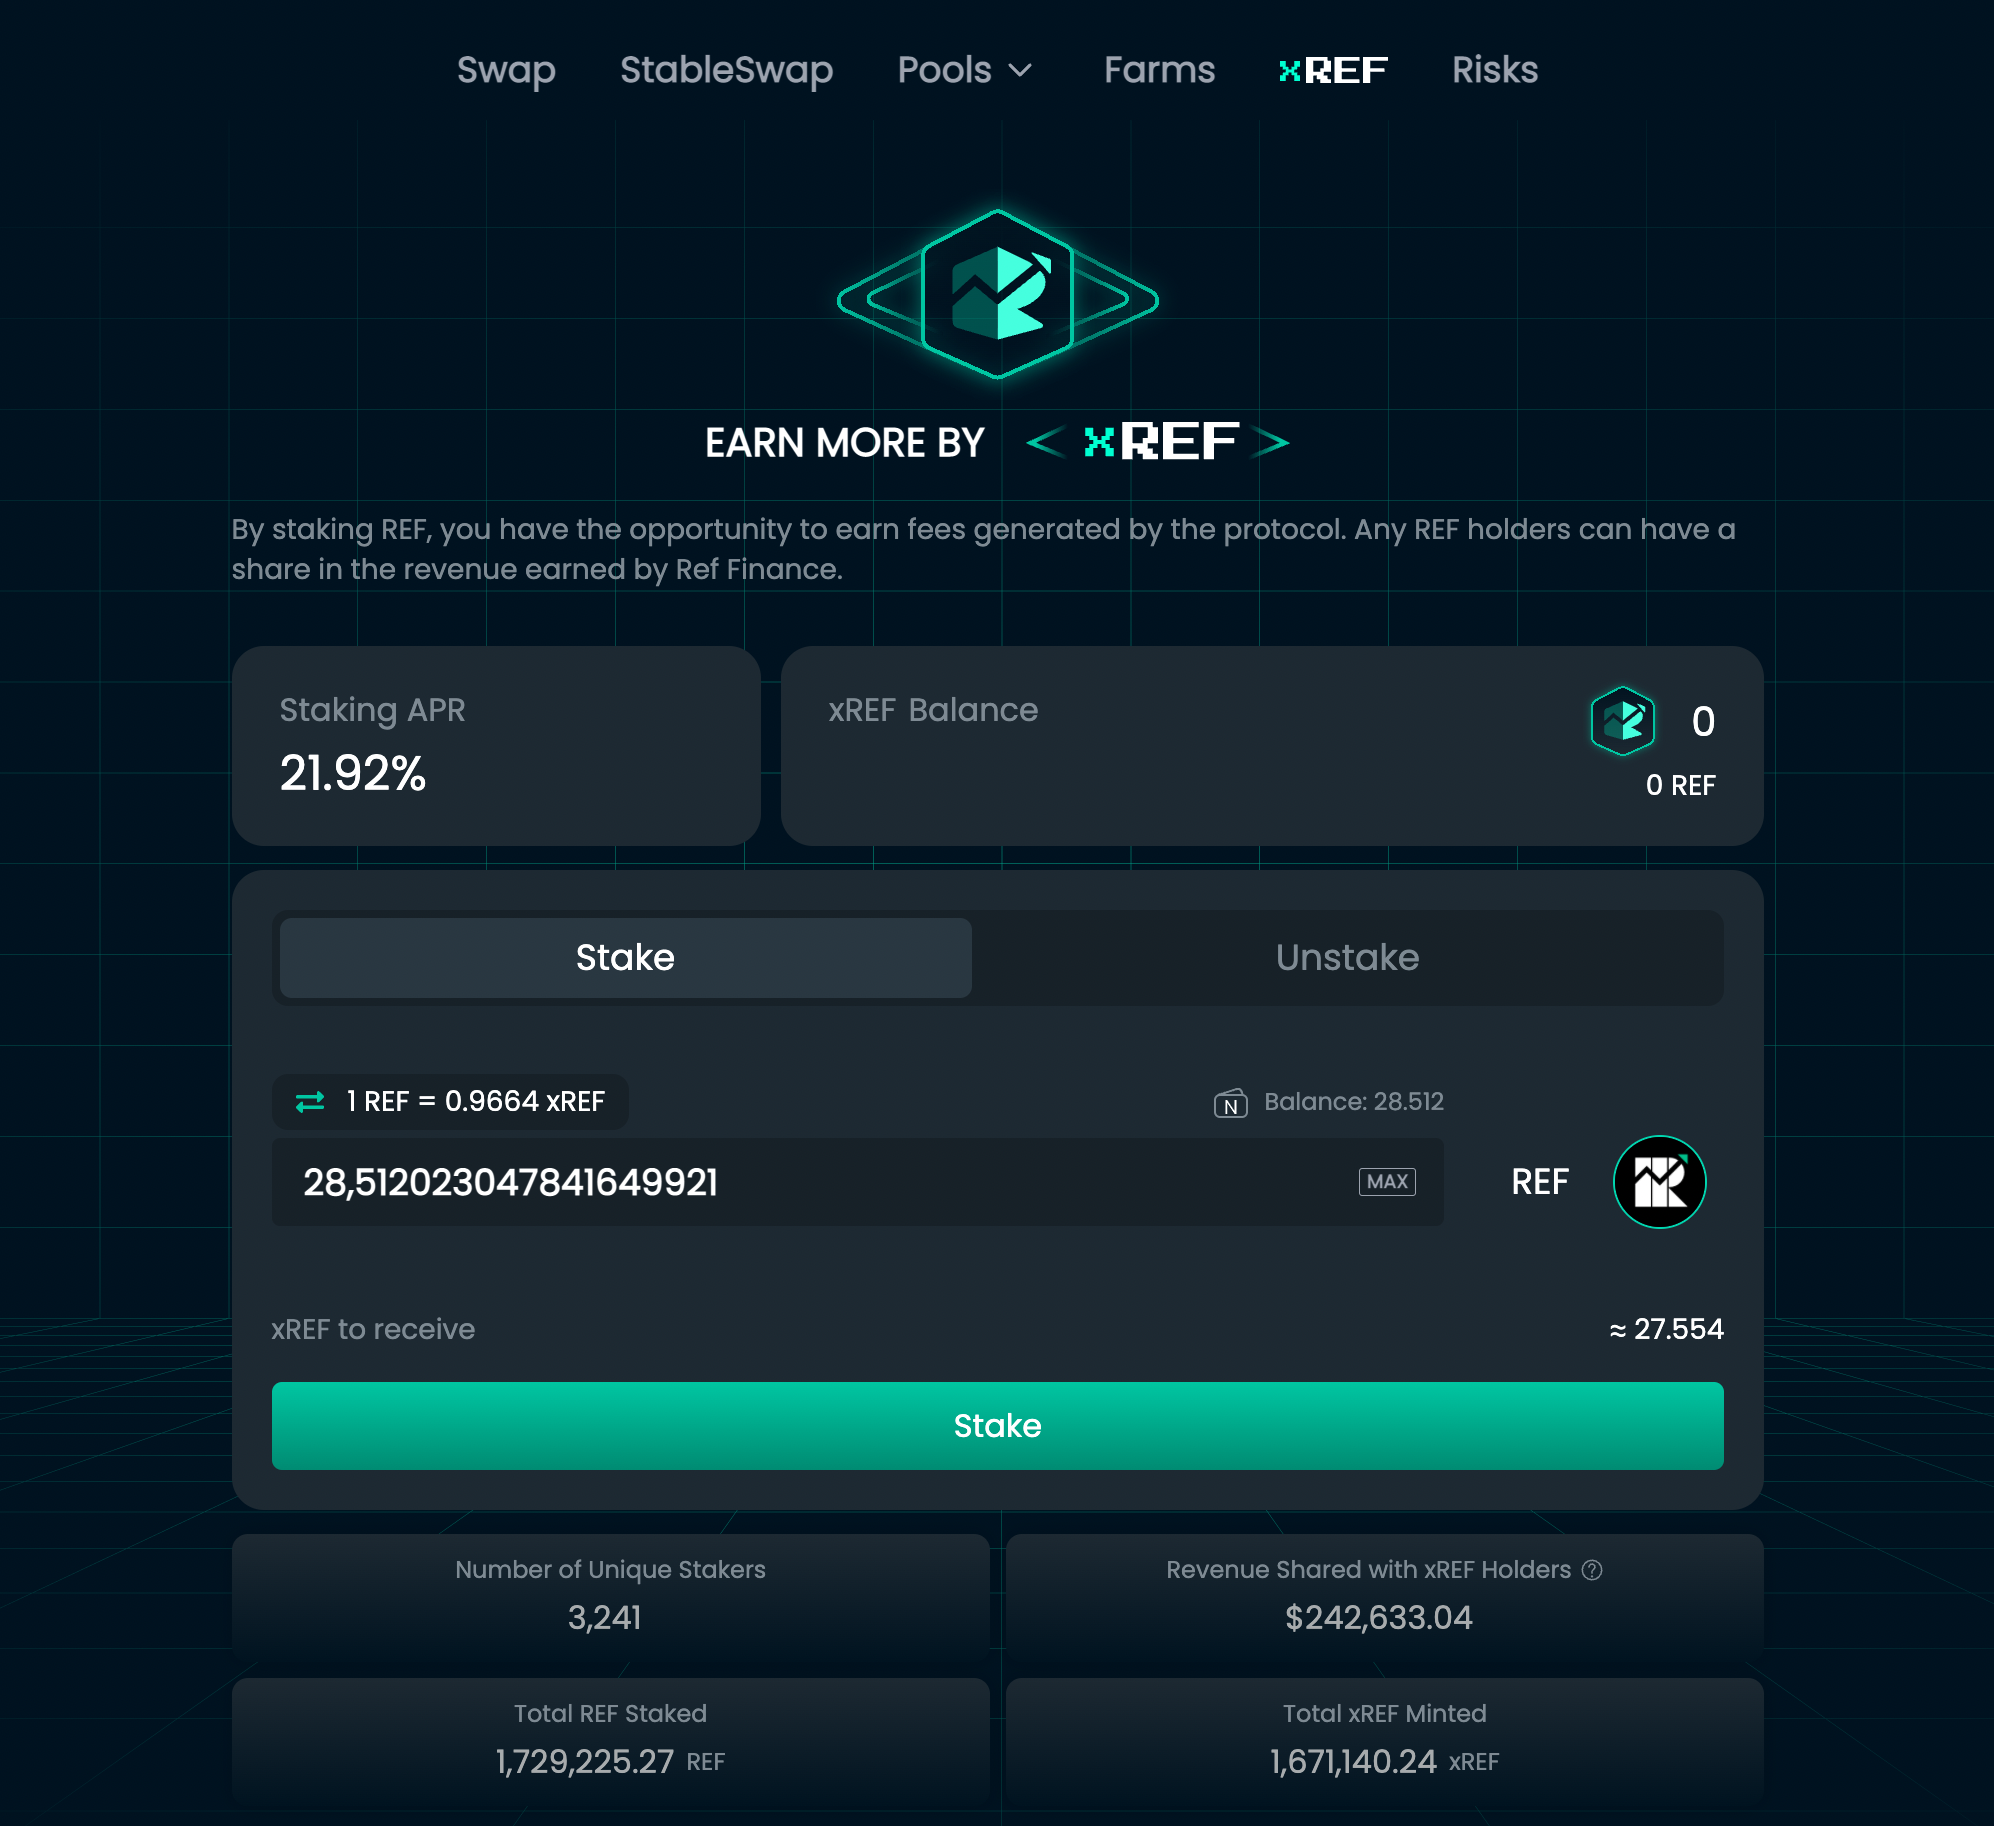 Swap StableSwap Pools Farms xREF Risks
EARN MORE BY < xREF >
By staking REF, you have the opportunity to earn fees generated by the protocol. Any REF holders can have a
share in the revenue earned by Ref Finance.
Staking APR
21.92%
xREF Balance
0
0 REF
Stake Unstake
1 REF = 0.9664 xREF
N Balance: 28.512
28,512023047841649921
MAX
REF
xREF to receive
≈ 27.554
Stake
Number of Unique Stakers
3,241
Revenue Shared with xREF Holders ?
$242,633.04
Total REF Staked
1,729,225.27 REF
Total xREF Minted
1,671,140.24 xREF